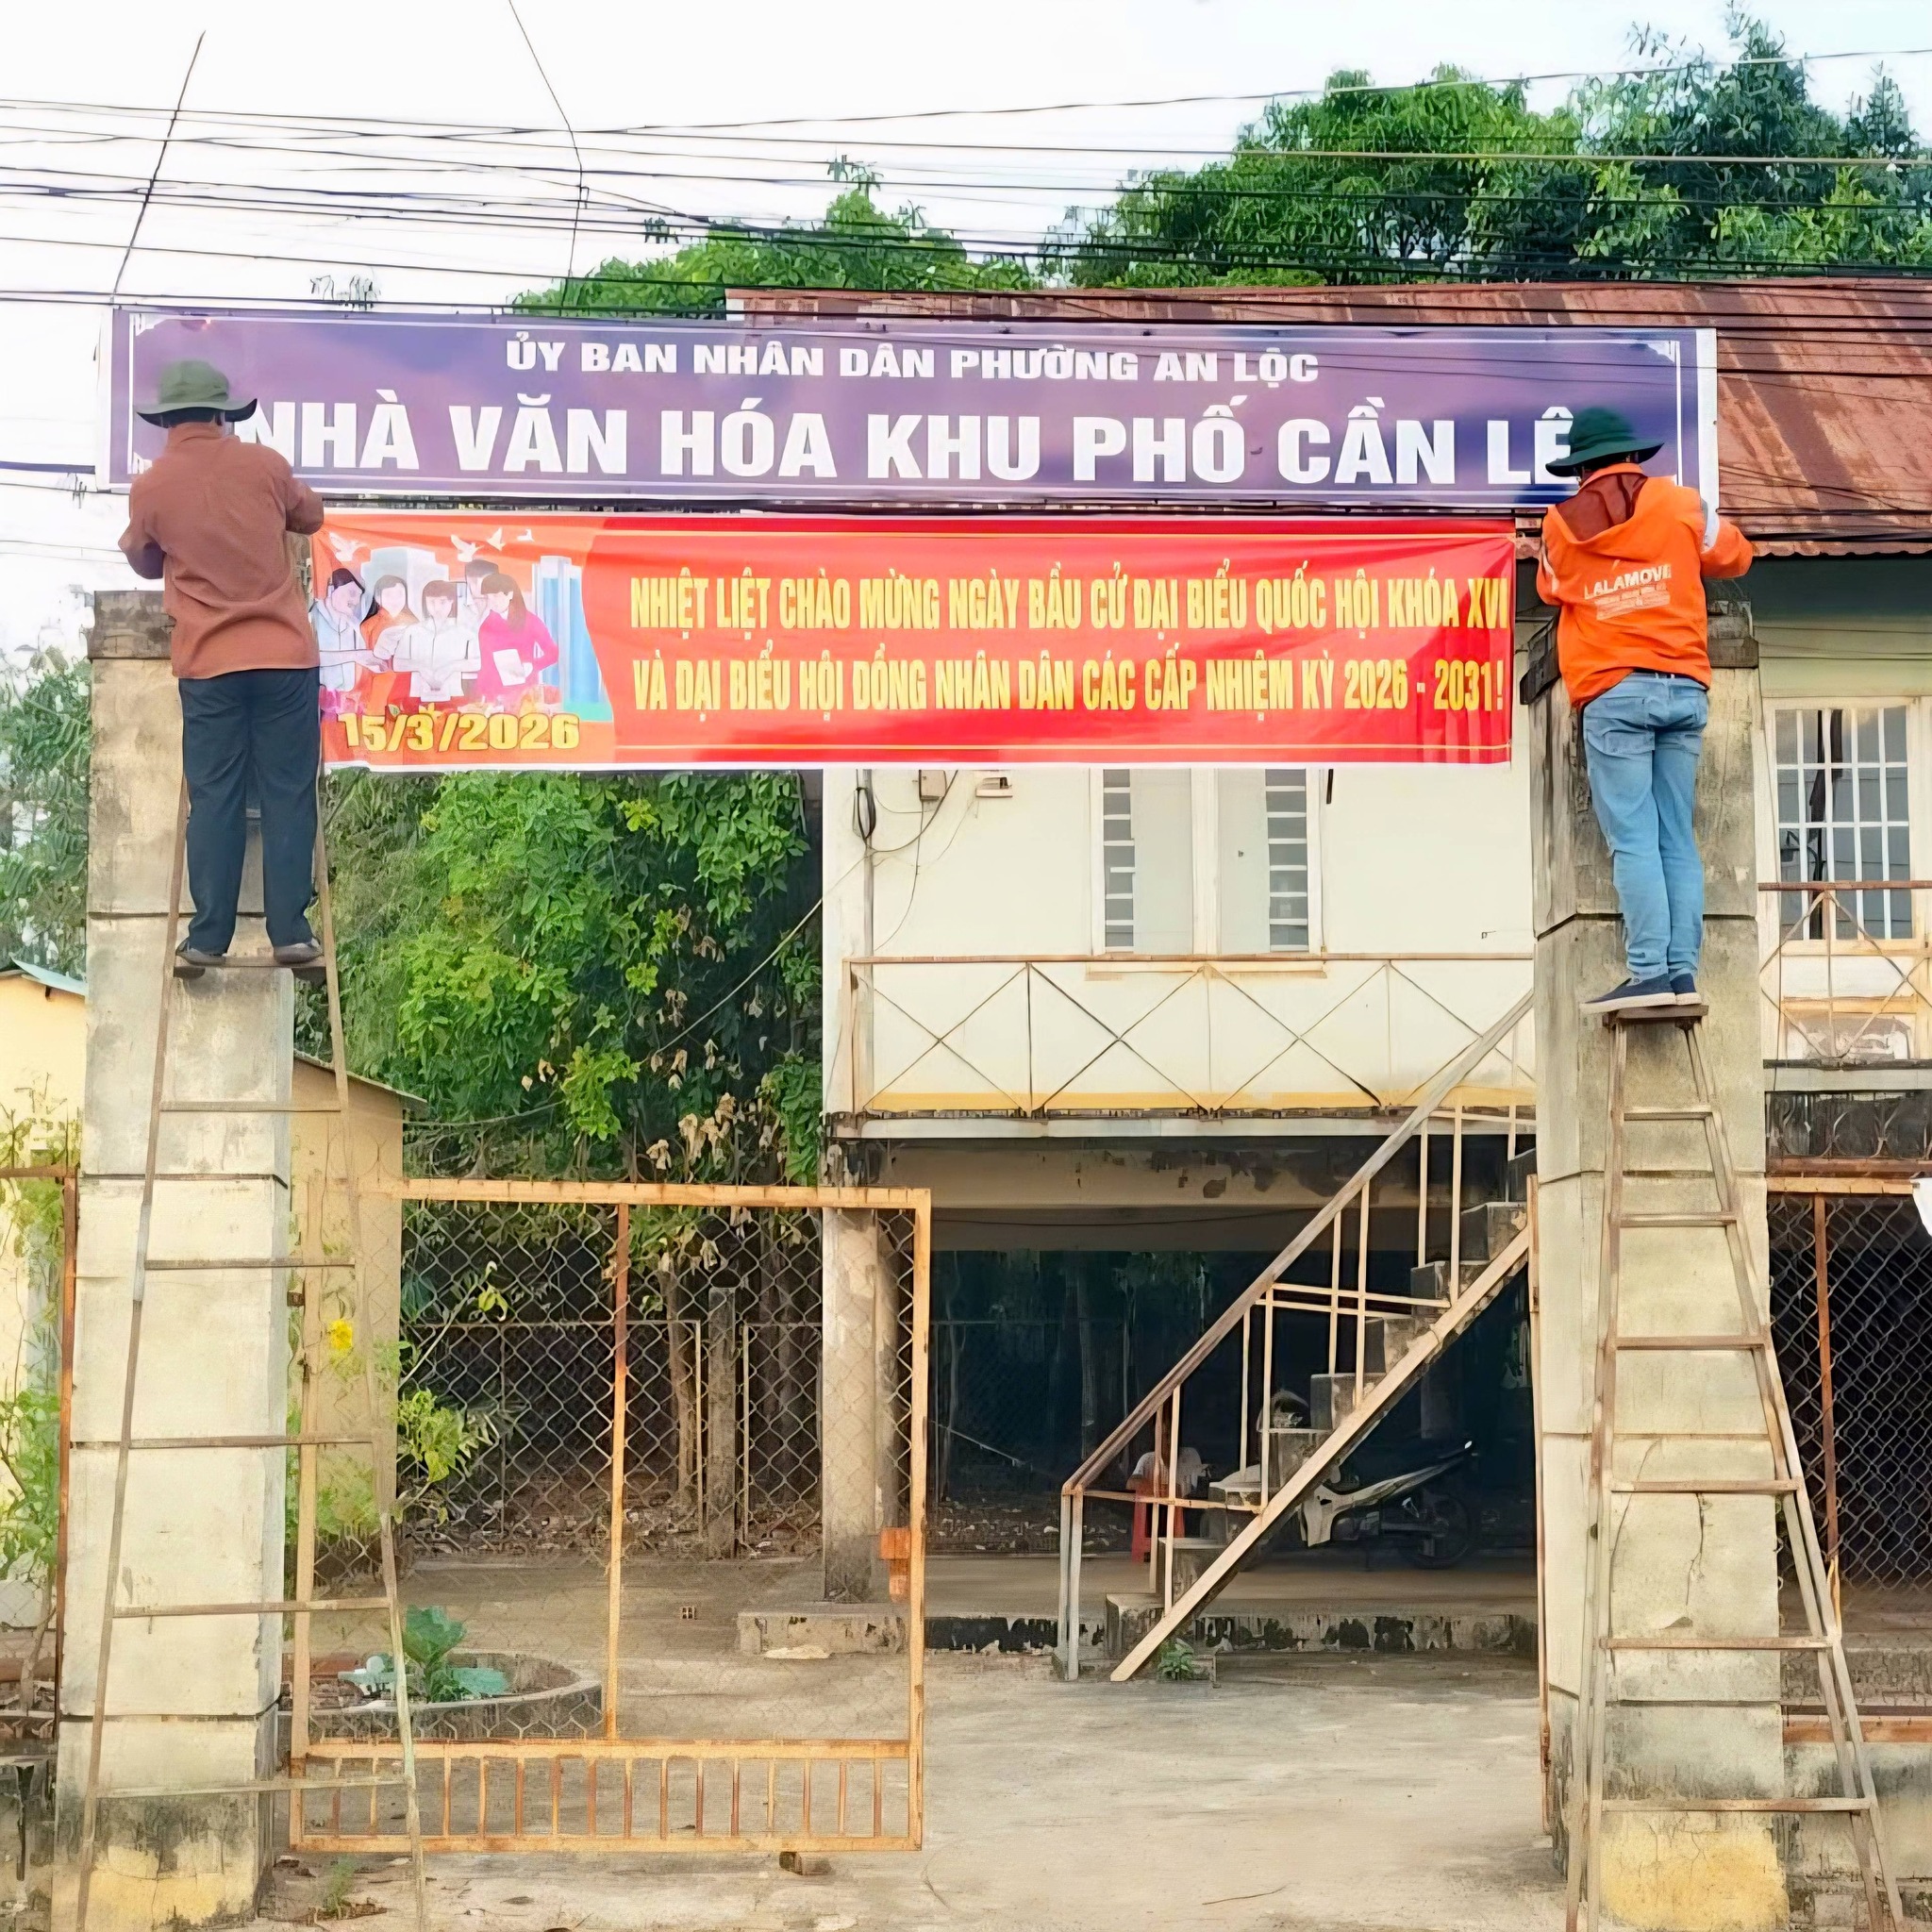 ỦY BAN NHÂN DÂN PHƯỜNG AN LỘC
NHÀ VĂN HÓA KHU PHỐ CẦN LÊ
NHIỆT LIỆT CHÀO MỪNG NGÀY BẦU CỬ ĐẠI BIỂU QUỐC HỘI KHÓA XVI
VÀ ĐẠI BIỂU HỘI ĐỒNG NHÂN DÂN CÁC CẤP NHIỆM KỲ 2026 - 2031!
15/3/2026
LALAMOVE